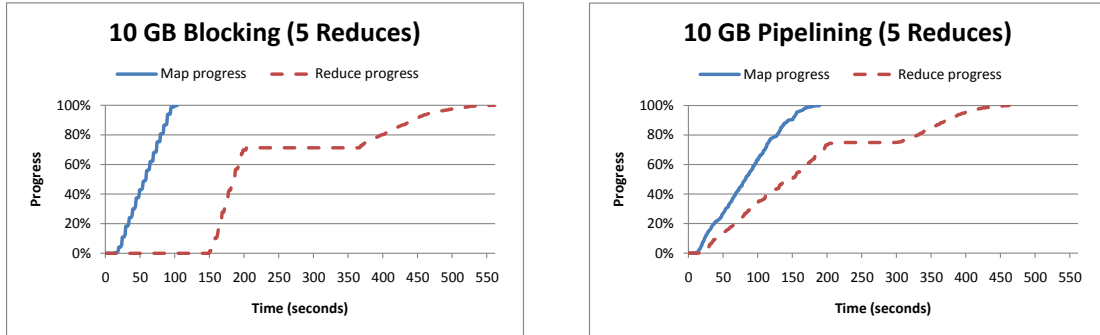 10 GB Blocking (5 Reduces)
Map progress
Reduce progress
100%
80%
60%
40%
20%
0%
Progress
0 50 100 150 200 250 300 350 400 450 500 550
Time (seconds)
10 GB Pipelining (5 Reduces)
Map progress
Reduce progress
100%
80%
60%
40%
20%
0%
Progress
0 50 100 150 200 250 300 350 400 450 500 550
Time (seconds)